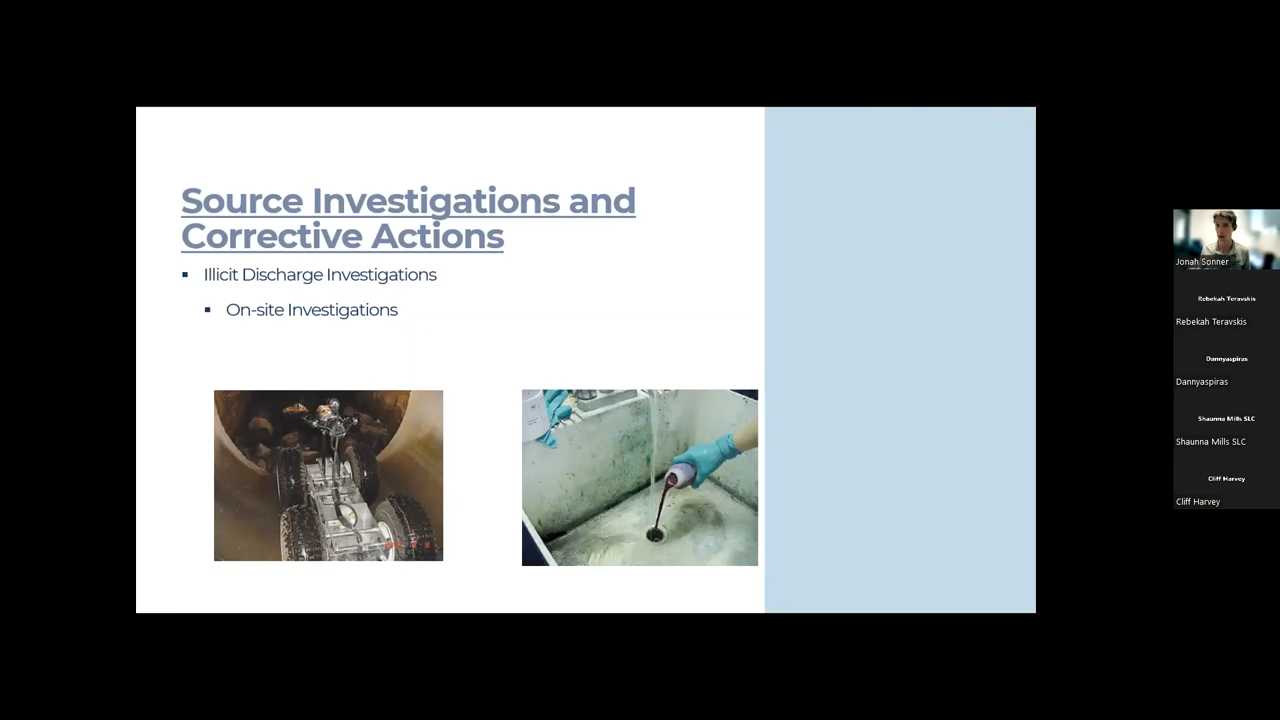 Source Investigations and
Corrective Actions
Illicit Discharge Investigations
On-site Investigations
Jonah Sonner
Rebekah Teravskis
Rebekah Teravskis
Dannyaspiras
Dannyaspiras
Shaunna Mills SLC
Shaunna Mills SLC
Cliff Harvey
Cliff Harvey